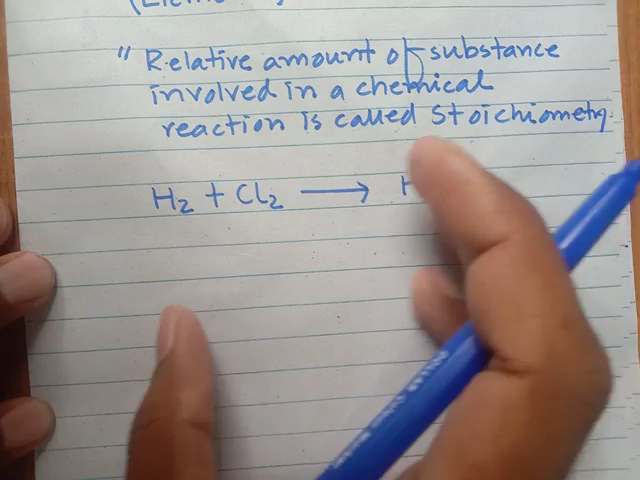 " Relative amount of substance
involved in a chemical
reaction is called Stoichiometry.
H₂ + Cl₂ ⟶ H